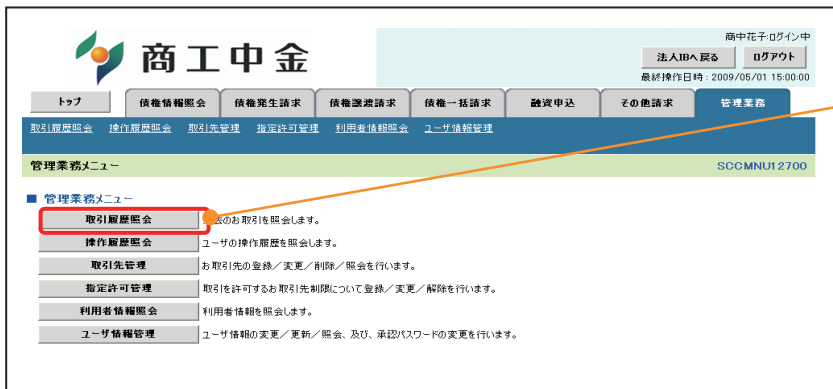 商工中金
商中花子:ログイン中
法人IBへ戻る ログアウト
最終操作日時：2009/05/01 15:00:00
トップ 債権情報照会 債権発生請求 債権譲渡請求 債権一括請求 融資申込 その他請求 管理業務
取引履歴照会 操作履歴照会 取引先管理 指定許可管理 利用者情報照会 ユーザ情報管理
管理業務メニュー SCCMNU12700
■ 管理業務メニュー
取引履歴照会 のお取引を照会します。
操作履歴照会 ユーザの操作履歴を照会します。
取引先管理 お取引先の登録／変更／削除／照会を行います。
指定許可管理 取引を許可するお取引先制限について登録／変更／解除を行います。
利用者情報照会 利用者情報を照会します。
ユーザ情報管理 ユーザ情報の変更／更新／照会、及び、承認パスワードの変更を行います。